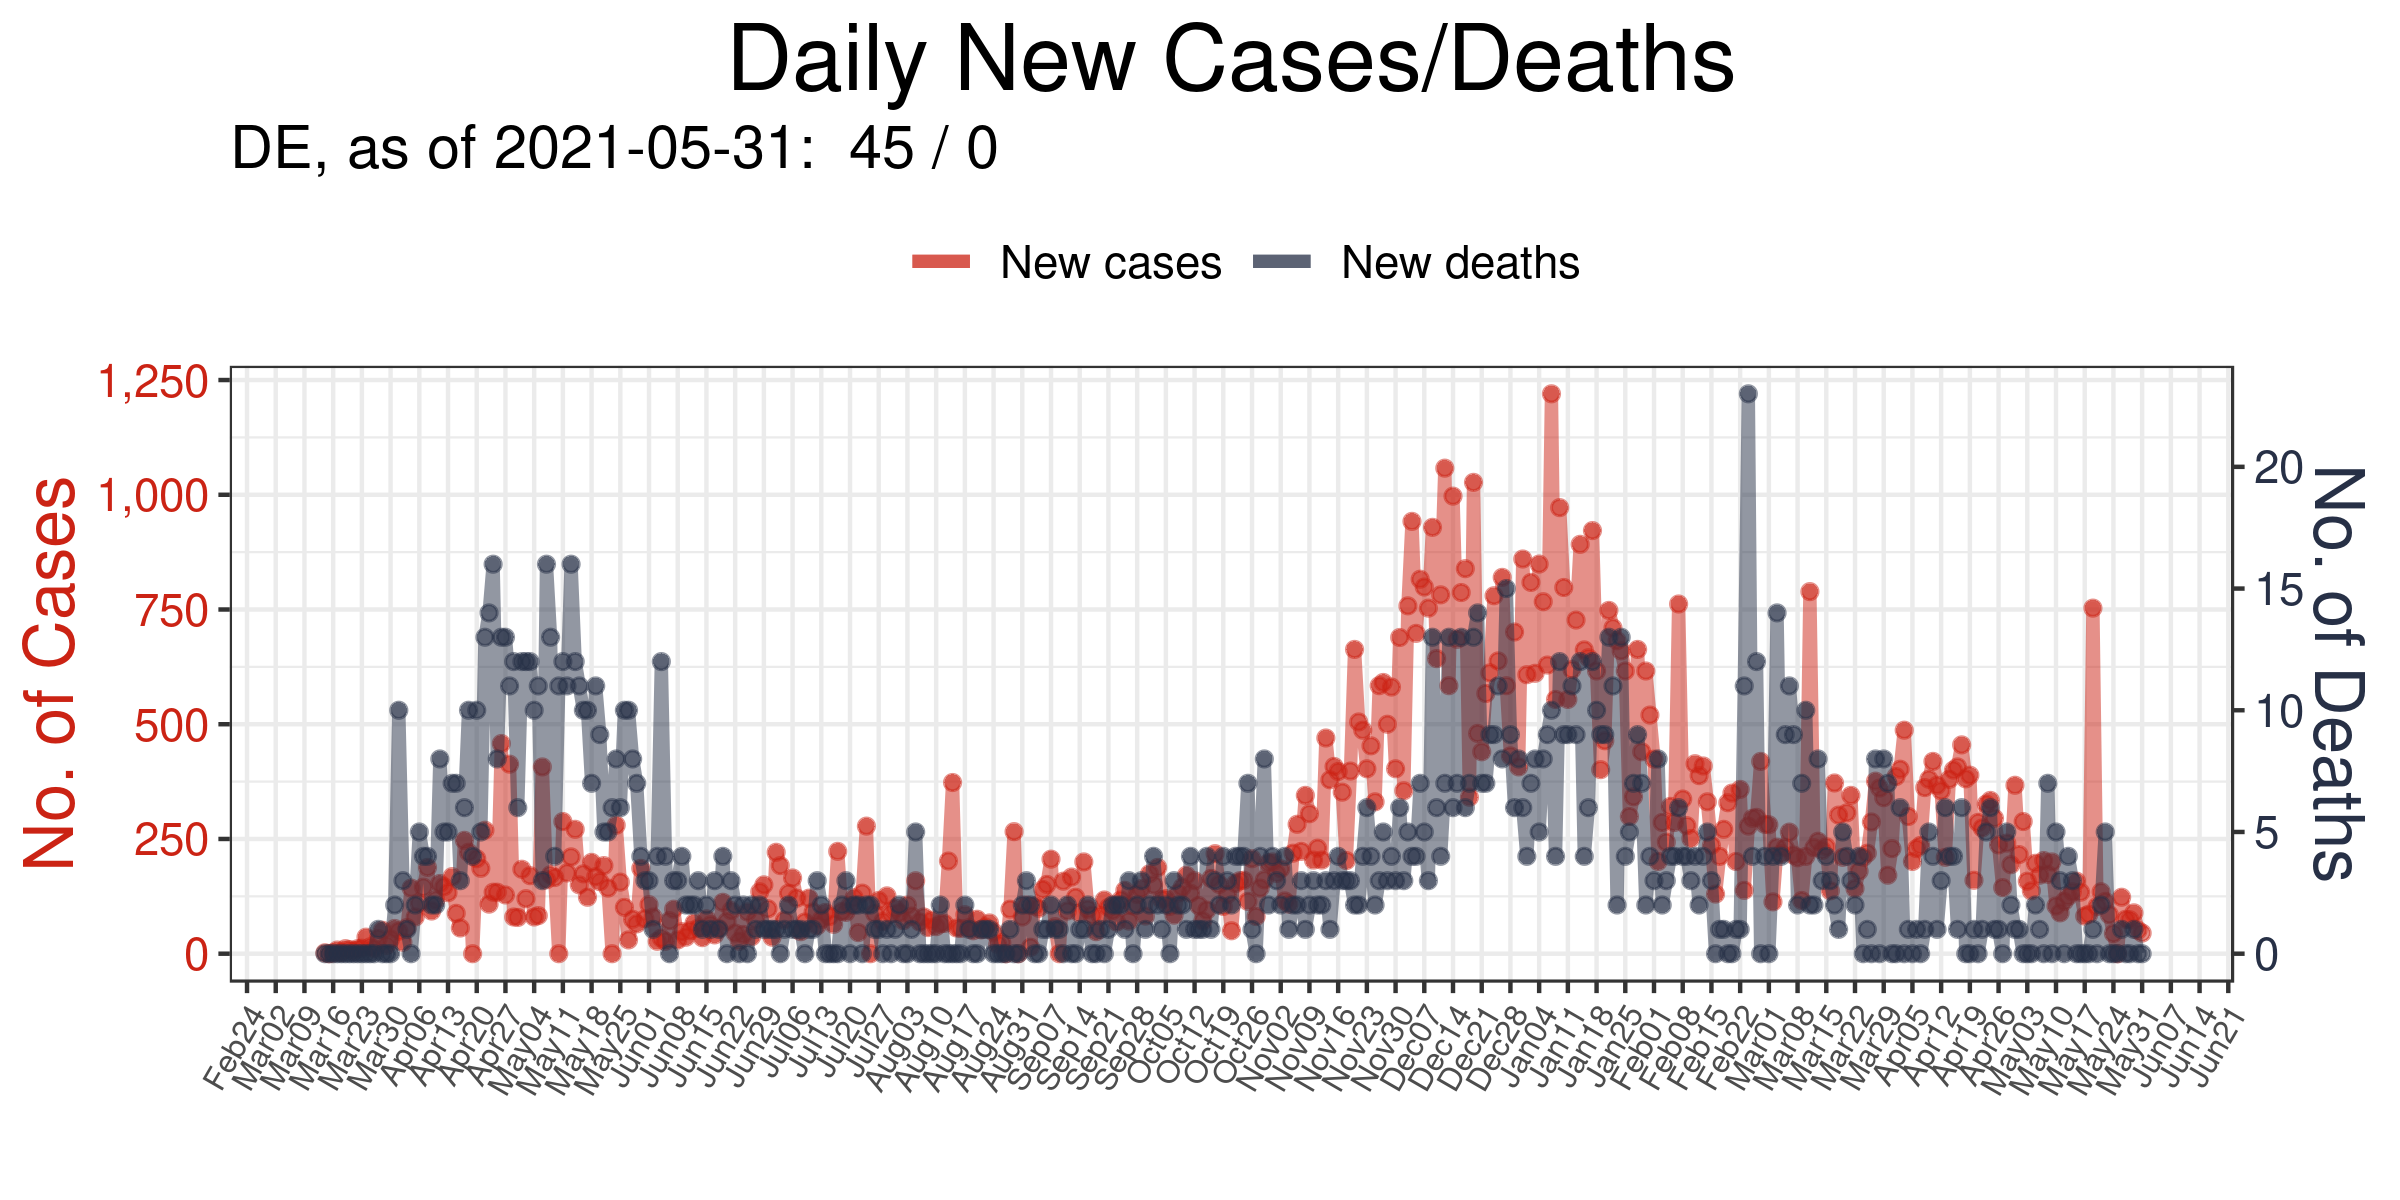 Daily New Cases/Deaths
DE, as of 2021-05-31:  45 / 0
New cases
New deaths
No. of Cases
1,250
1,000
750
500
250
0
20
15
10
5
0
No. of Deaths
Feb24
Mar02
Mar09
Mar16
Mar23
Mar30
Apr06
Apr13
Apr20
Apr27
May04
May11
May18
May25
Jun01
Jun08
Jun15
Jun22
Jun29
Jul06
Jul13
Jul20
Jul27
Aug03
Aug10
Aug17
Aug24
Aug31
Sep07
Sep14
Sep21
Sep28
Oct05
Oct12
Oct19
Oct26
Nov02
Nov09
Nov16
Nov23
Nov30
Dec07
Dec14
Dec21
Dec28
Jan04
Jan11
Jan18
Jan25
Feb01
Feb08
Feb15
Feb22
Mar01
Mar08
Mar15
Mar22
Mar29
Apr05
Apr12
Apr19
Apr26
May03
May10
May17
May24
May31
Jun07
Jun14
Jun21